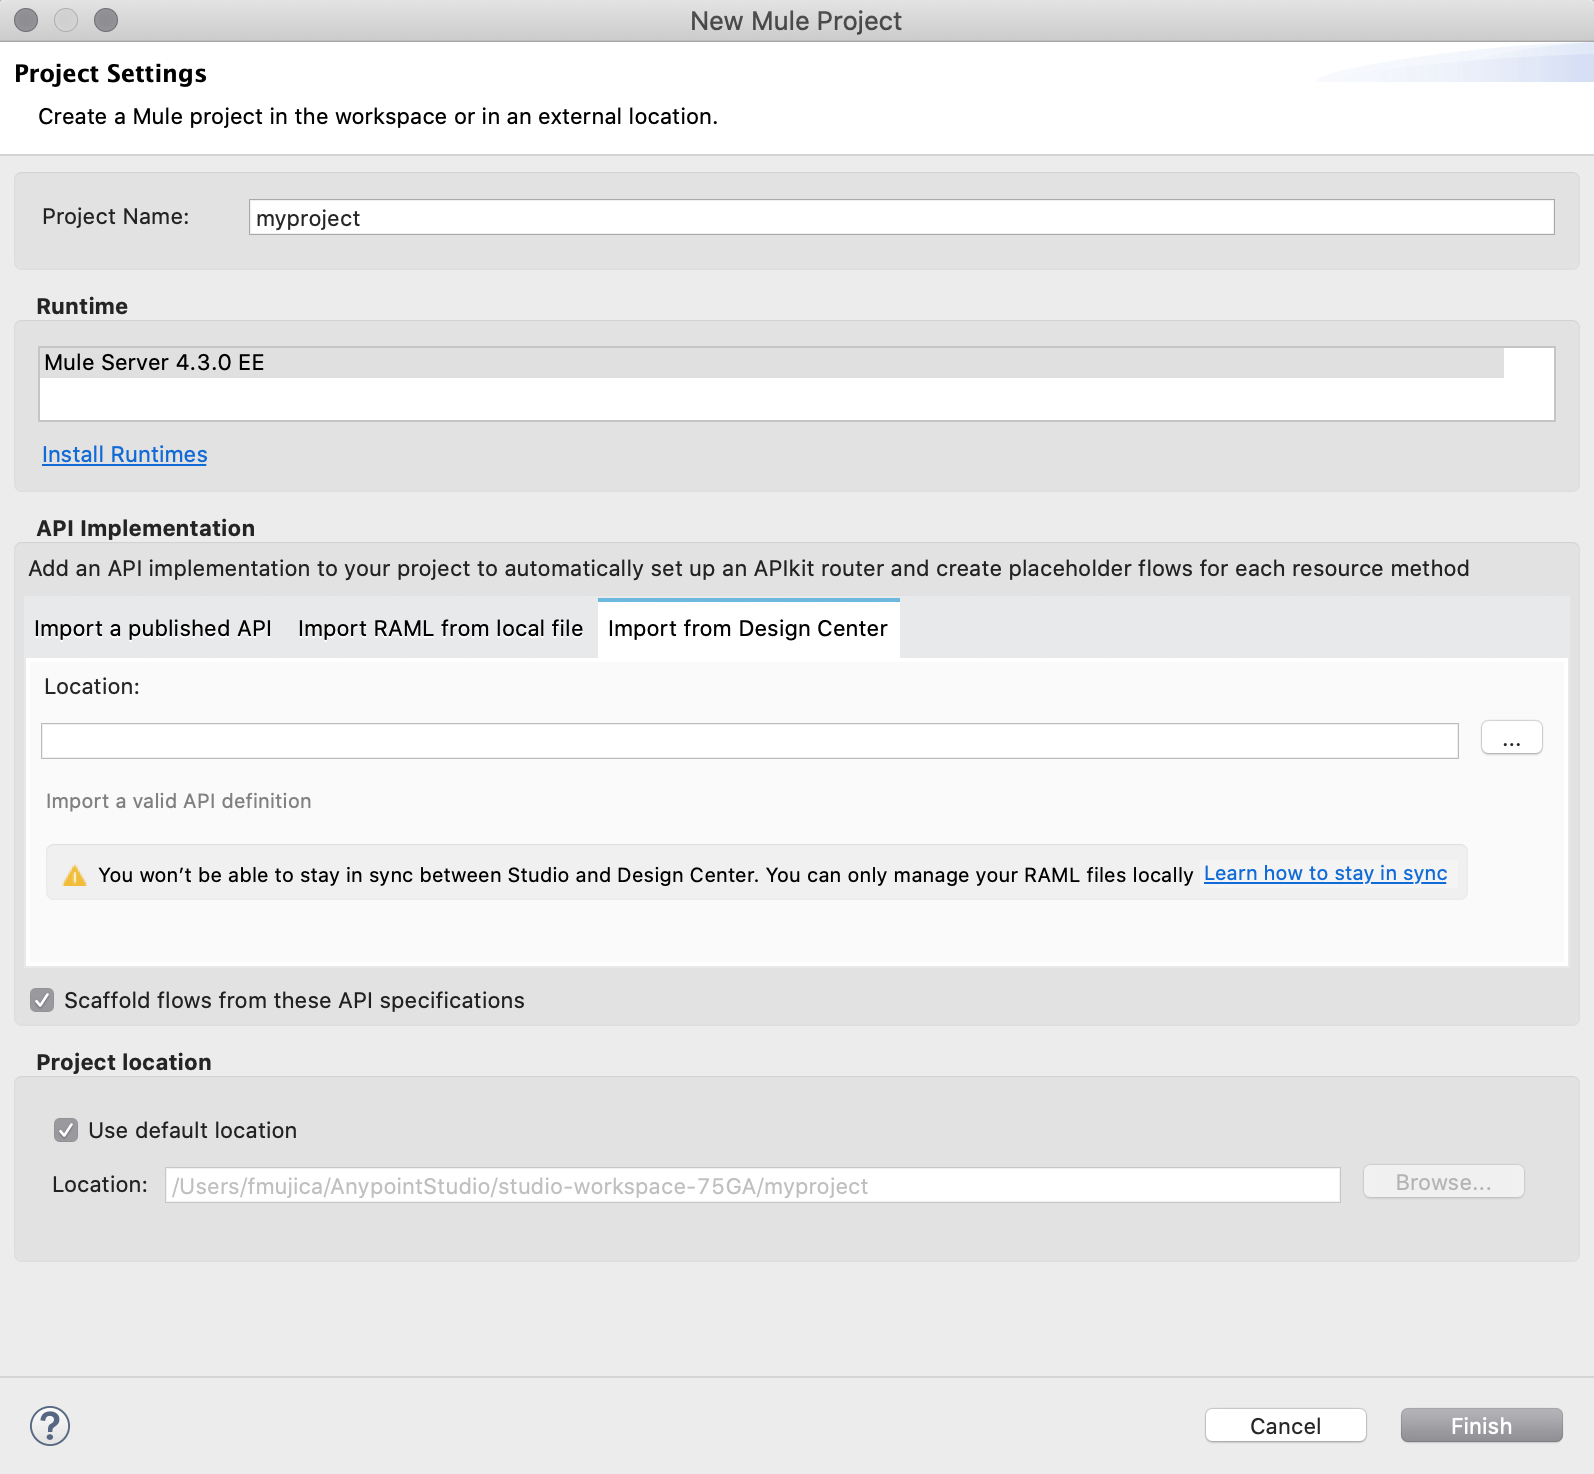 New Mule Project
Project Settings
Create a Mule project in the workspace or in an external location.
Project Name: myproject
Runtime
Mule Server 4.3.0 EE
Install Runtimes
API Implementation
Add an API implementation to your project to automatically set up an APIkit router and create placeholder flows for each resource method
Import a published API Import RAML from local file Import from Design Center
Location:
...
Import a valid API definition
You won't be able to stay in sync between Studio and Design Center. You can only manage your RAML files locally Learn how to stay in sync
Scaffold flows from these API specifications
Project location
Use default location
Location: /Users/fmujica/AnypointStudio/studio-workspace-75GA/myproject Browse...
? Cancel Finish